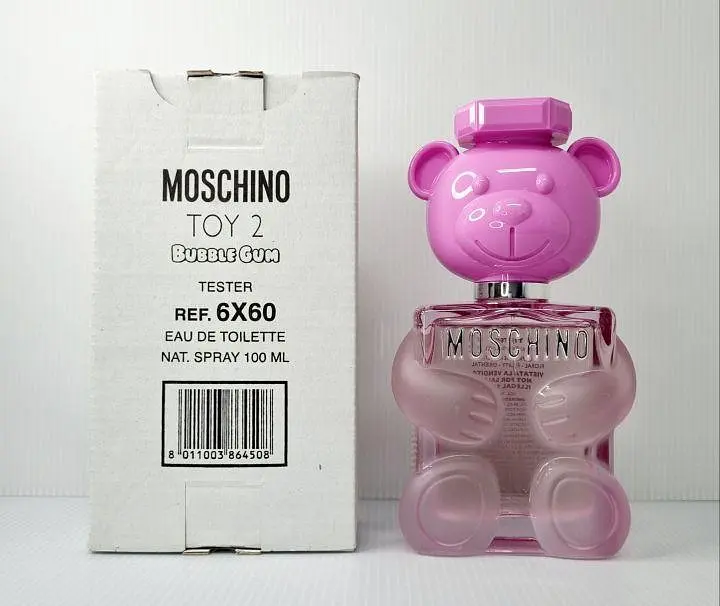 MOSCHINO
TOY 2
BUBBLE GUM
TESTER
REF. 6X60
EAU DE TOILETTE
NAT. SPRAY 100 ML
8 011003 864508
MOSCHINO